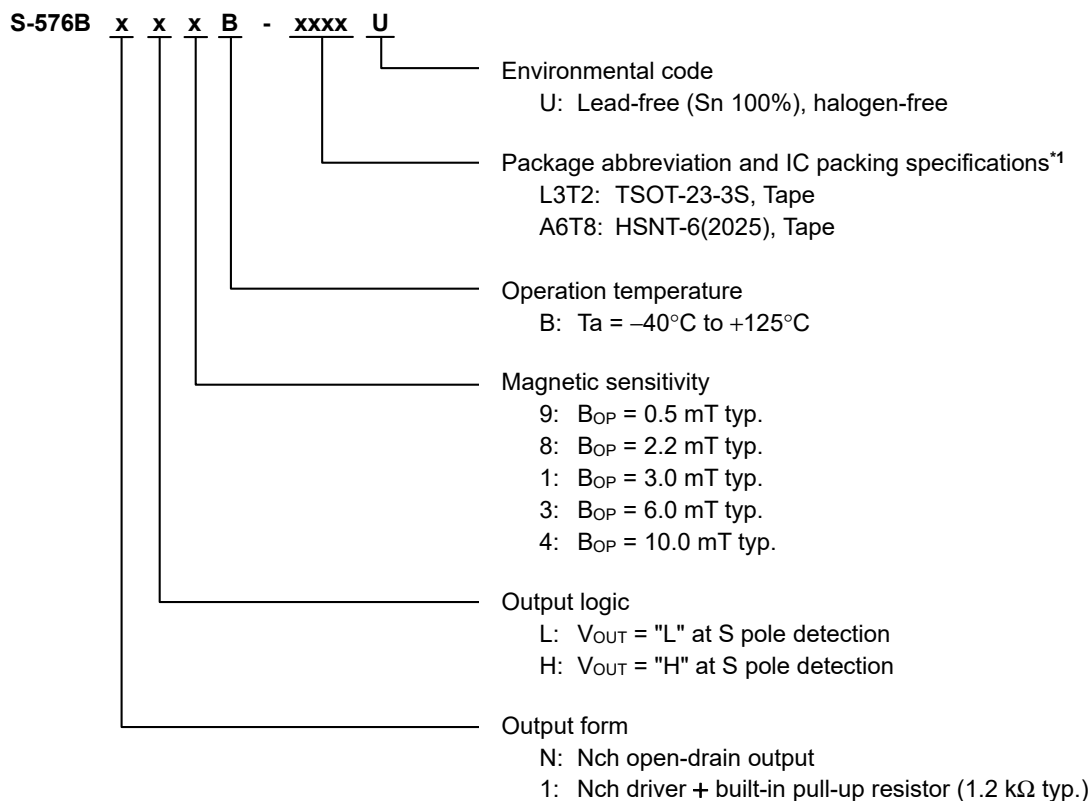 S-576B x x x B - xxxx U
Environmental code
U: Lead-free (Sn 100%), halogen-free
Package abbreviation and IC packing specifications*1
L3T2: TSOT-23-3S, Tape
A6T8: HSNT-6(2025), Tape
Operation temperature
B: Ta = −40°C to +125°C
Magnetic sensitivity
9: BOP = 0.5 mT typ.
8: BOP = 2.2 mT typ.
1: BOP = 3.0 mT typ.
3: BOP = 6.0 mT typ.
4: BOP = 10.0 mT typ.
Output logic
L: VOUT = "L" at S pole detection
H: VOUT = "H" at S pole detection
Output form
N: Nch open-drain output
1: Nch driver + built-in pull-up resistor (1.2 kΩ typ.)